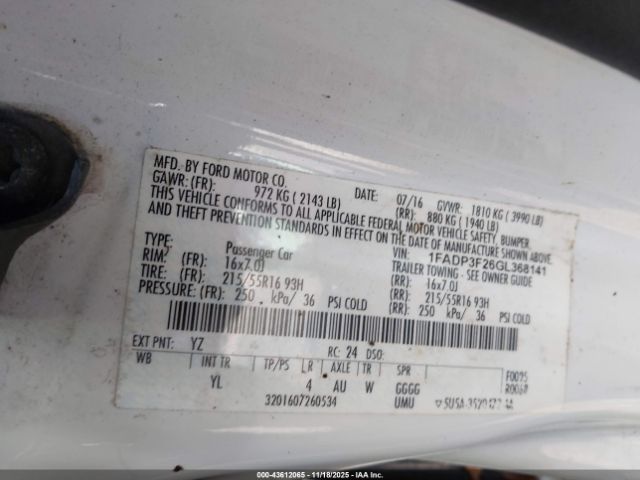 MFD. BY FORD MOTOR CO.
DATE: 07/16 GVWR: 1810 KG ( 3990 LB)
GAWR: (FR): 972 KG ( 2143 LB) (RR): 880 KG ( 1940 LB)
THIS VEHICLE CONFORMS TO ALL APPLICABLE FEDERAL MOTOR VEHICLE SAFETY, BUMPER
AND THEFT PREVENTION STANDARDS IN EFFECT ON THE DATE OF MANUFACTURE SHOWN ABOVE.
VIN: 1FADP3F26GL368141
TYPE: Passenger Car TRAILER TOWING - SEE OWNER GUIDE
RIM: (FR): 16x7.0J (RR): 16x7.0J
TIRE: (FR): 215/55R16 93H (RR): 215/55R16 93H
PRESSURE: (FR): 250 kPa/ 36 PSI COLD (RR): 250 kPa/ 36 PSI COLD
EXT PNT: YZ RC: 24 DSO: F0095
WB INT TR TP/PS LR AXLE TR SPR
YL 4 AU W GGGG
3201607260534 UMU
43612065 - 11/18/2025 - IAA